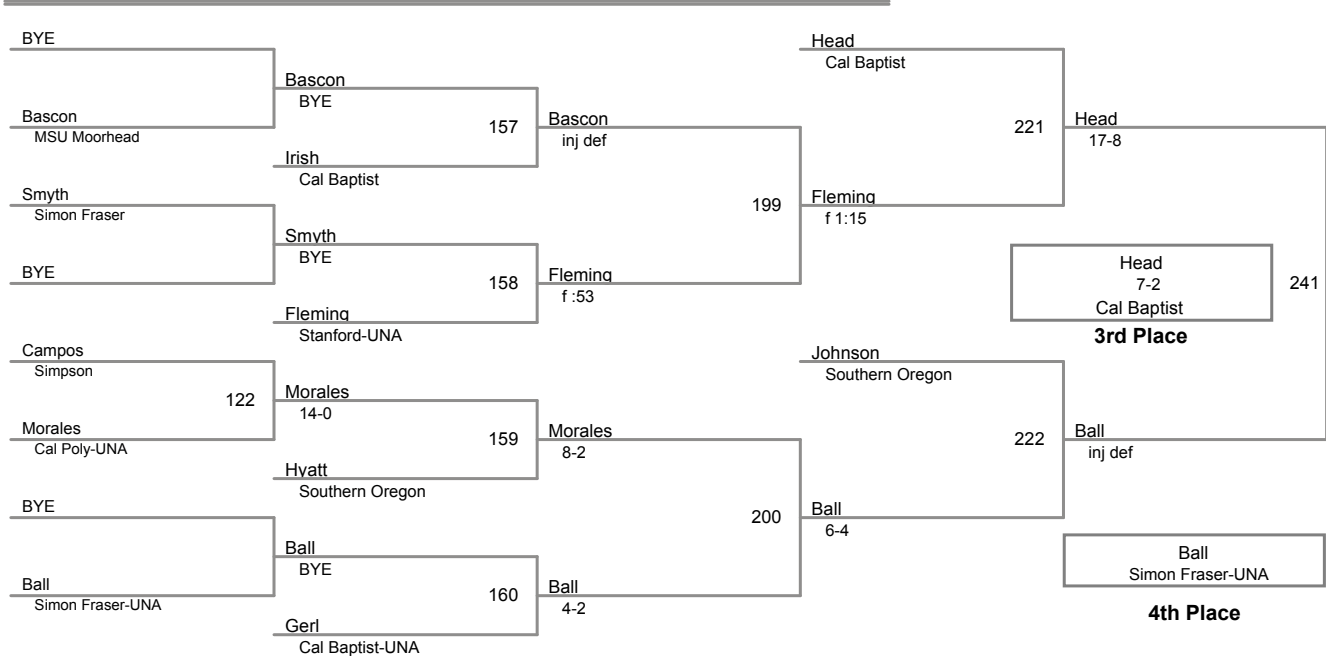 BYE
Bascon
MSU Moorhead
Smyth
Simon Fraser
BYE
Campos
Simpson
122
Morales
Cal Poly-UNA
BYE
Ball
Simon Fraser-UNA
Bascon
BYE
157
Irish
Cal Baptist
Smyth
BYE
158
Fleming
Stanford-UNA
Morales
14-0
159
Hyatt
Southern Oregon
Ball
BYE
160
Gerl
Cal Baptist-UNA
Bascon
inj def
199
Fleming
f :53
Morales
8-2
200
Ball
4-2
Head
Cal Baptist
221
Fleming
f 1:15
Johnson
Southern Oregon
222
Ball
6-4
Head
17-8
Head
7-2
Cal Baptist
241
3rd Place
Ball
inj def
Ball
Simon Fraser-UNA
4th Place